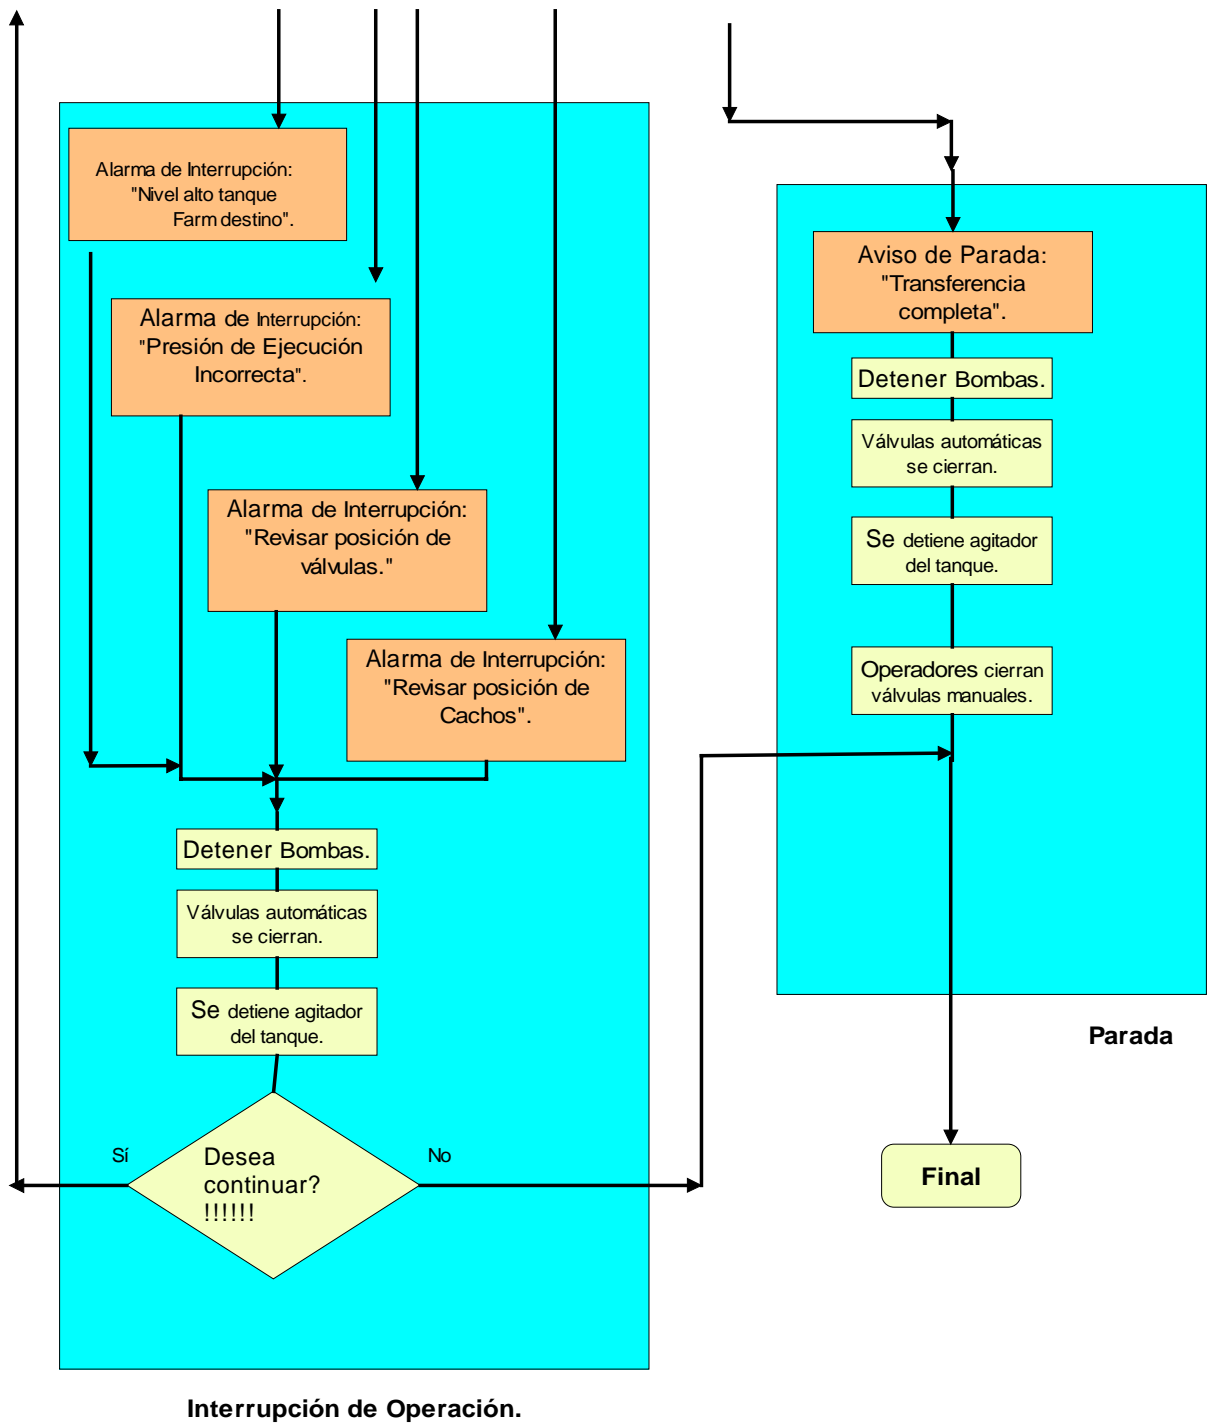 Alarma de Interrupción:
"Nivel alto tanque
Farm destino".
Alarma de Interrupción:
"Presión de Ejecución
Incorrecta".
Alarma de Interrupción:
"Revisar posición de
válvulas."
Alarma de Interrupción:
"Revisar posición de
Cachos".
Detener Bombas.
Válvulas automáticas
se cierran.
Se detiene agitador
del tanque.
Sí
Desea
continuar?
!!!!!!
No
Interrupción de Operación.
Aviso de Parada:
"Transferencia
completa".
Detener Bombas.
Válvulas automáticas
se cierran.
Se detiene agitador
del tanque.
Operadores cierran
válvulas manuales.
Parada
Final